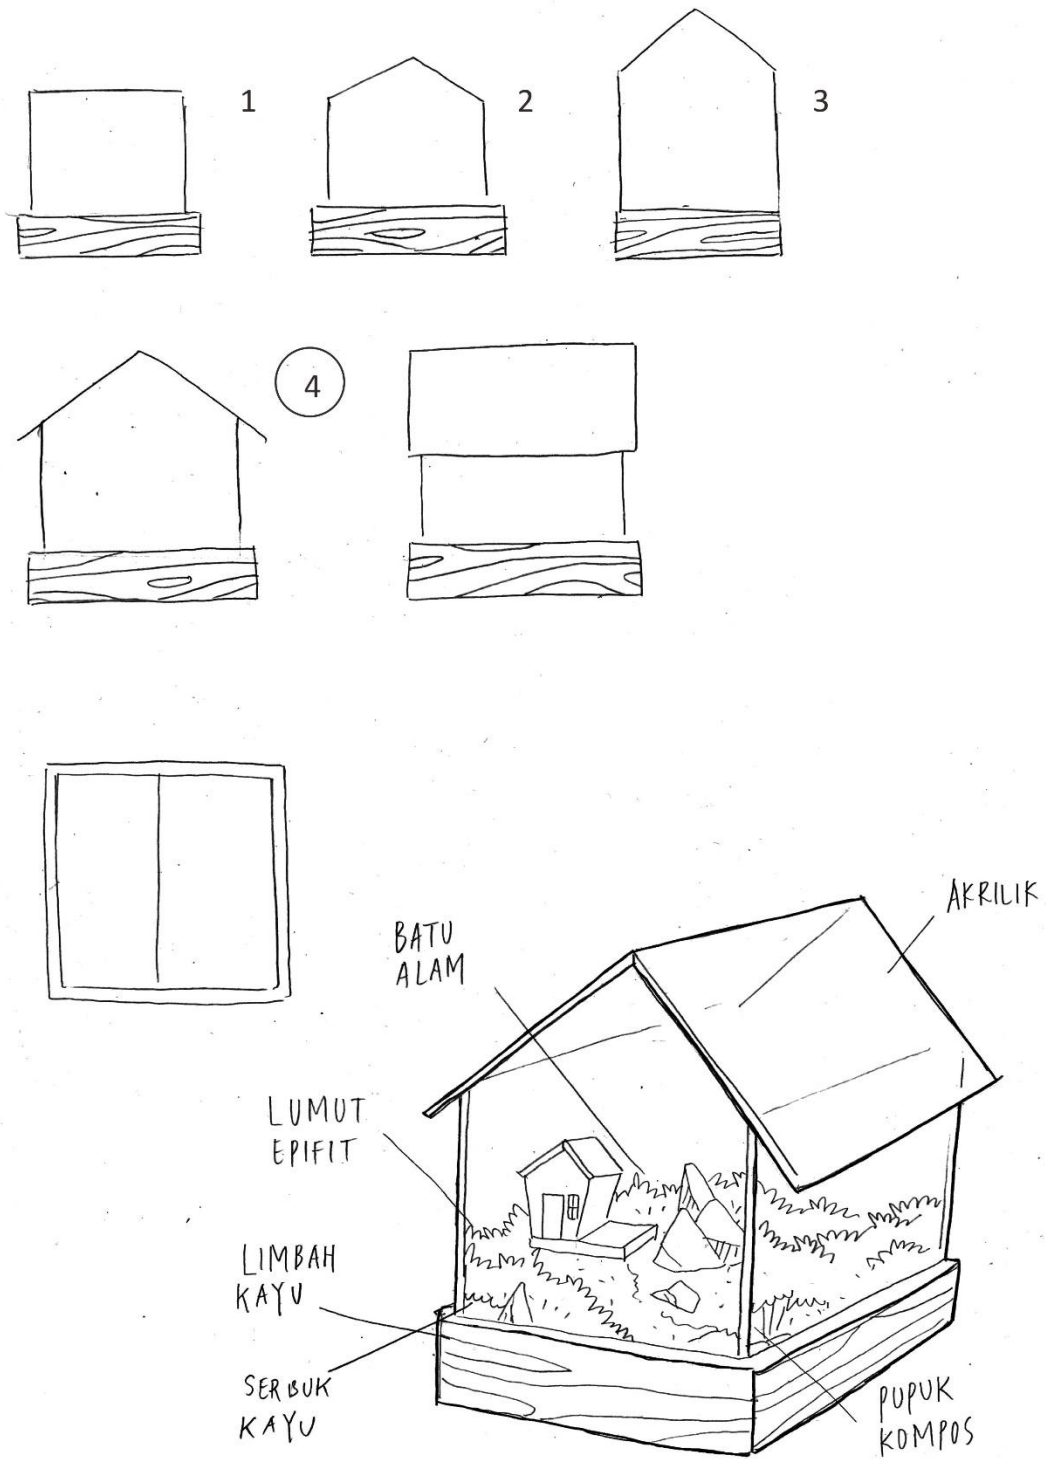 1
2
3
4
AKRILIK
BATU
ALAM
LUMUT
EPIFIT
LIMBAH
KAYU
SERBUK
KAYU
PUPUK
KOMPOS